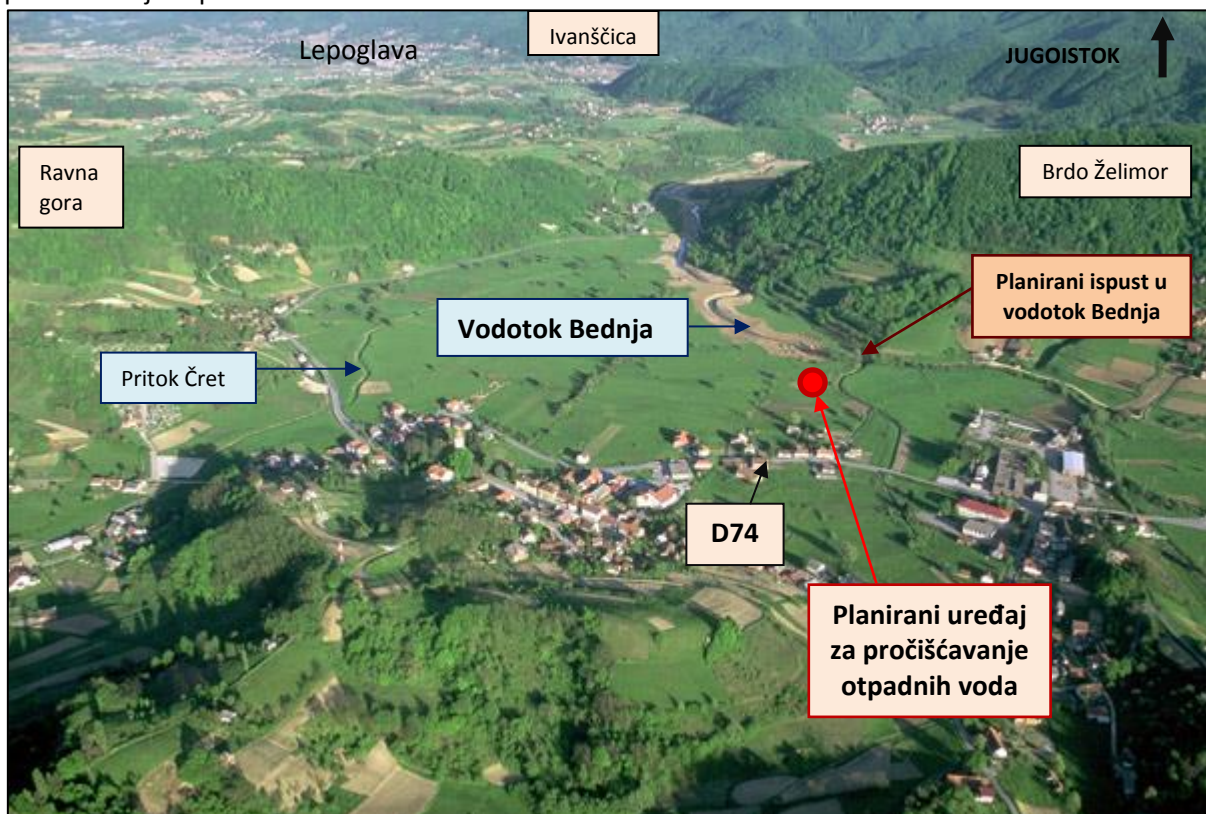 Lepoglava
Ivanščica
JUGOISTOK
Ravna
gora
Brdo Želimor
Planirani ispust u
vodotok Bednja
Vodotok Bednja
Pritok Čret
D74
Planirani uređaj
za pročišćavanje
otpadnih voda